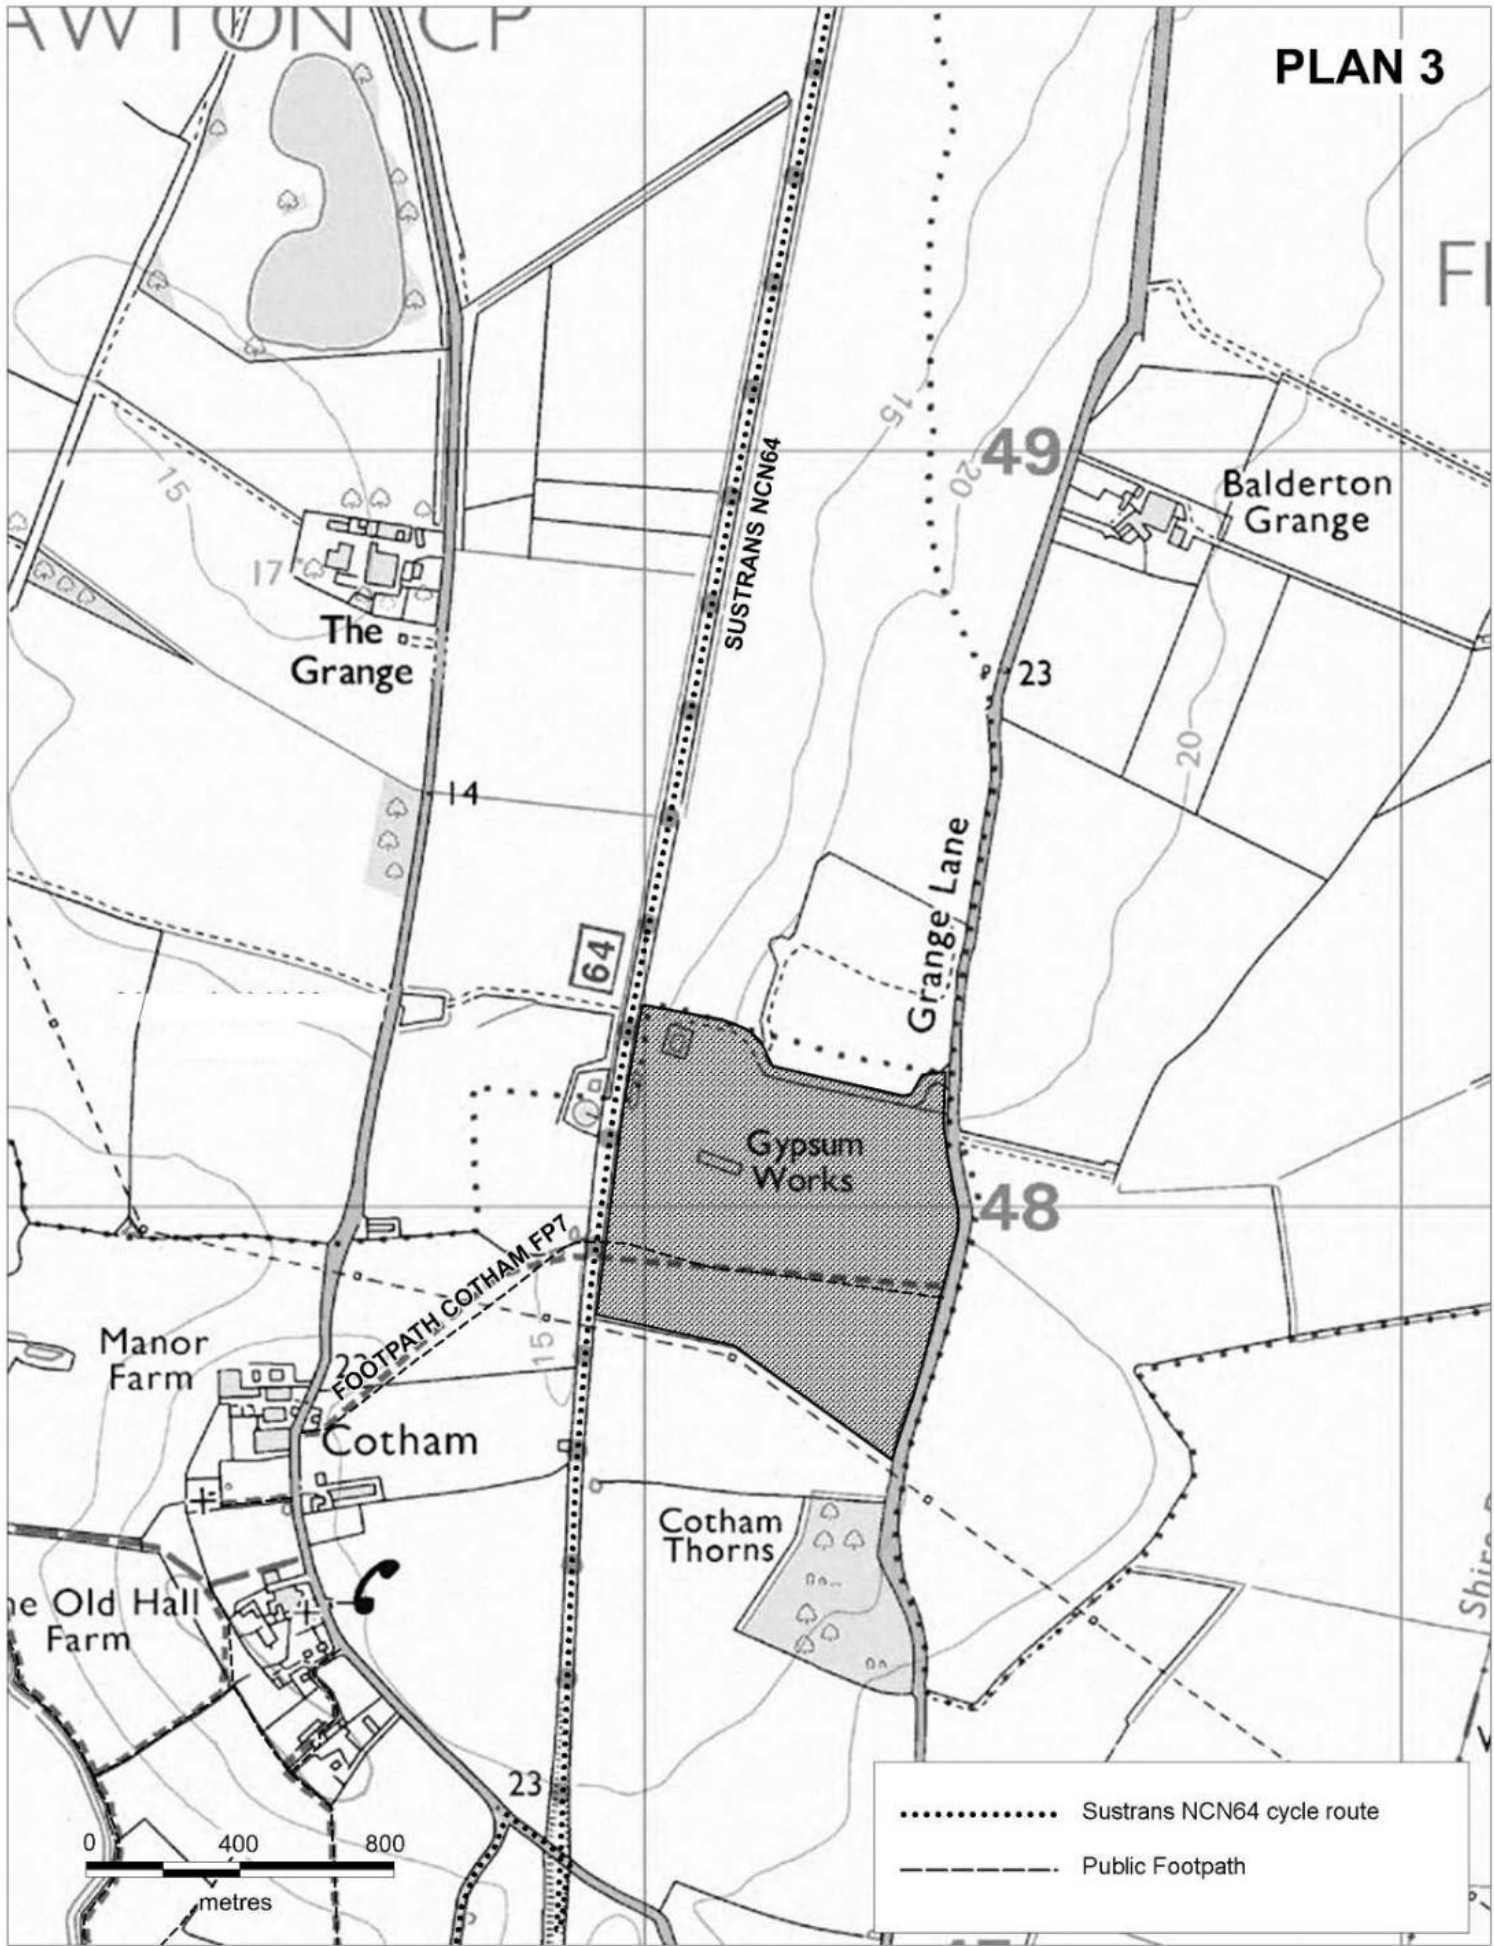 AWTON CP
PLAN 3
FI
15
49
20
SUSTRANS NCN64
Balderton
Grange
15
17
The
Grange
23
20
14
Grange Lane
64
Gypsum
Works
48
FOOTPATH COTHAM FP7
15
Manor
Farm
Cotham
Cotham
Thorns
he Old Hall
Farm
23
0 400 800
metres
Sustrans NCN64 cycle route
Public Footpath